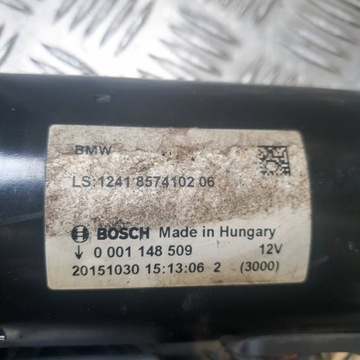 BMW
LS:1241 8574102 06
BOSCH Made in Hungary
↓ 0 001 148 509 12V
20151030 15:13:06 2 (3000)